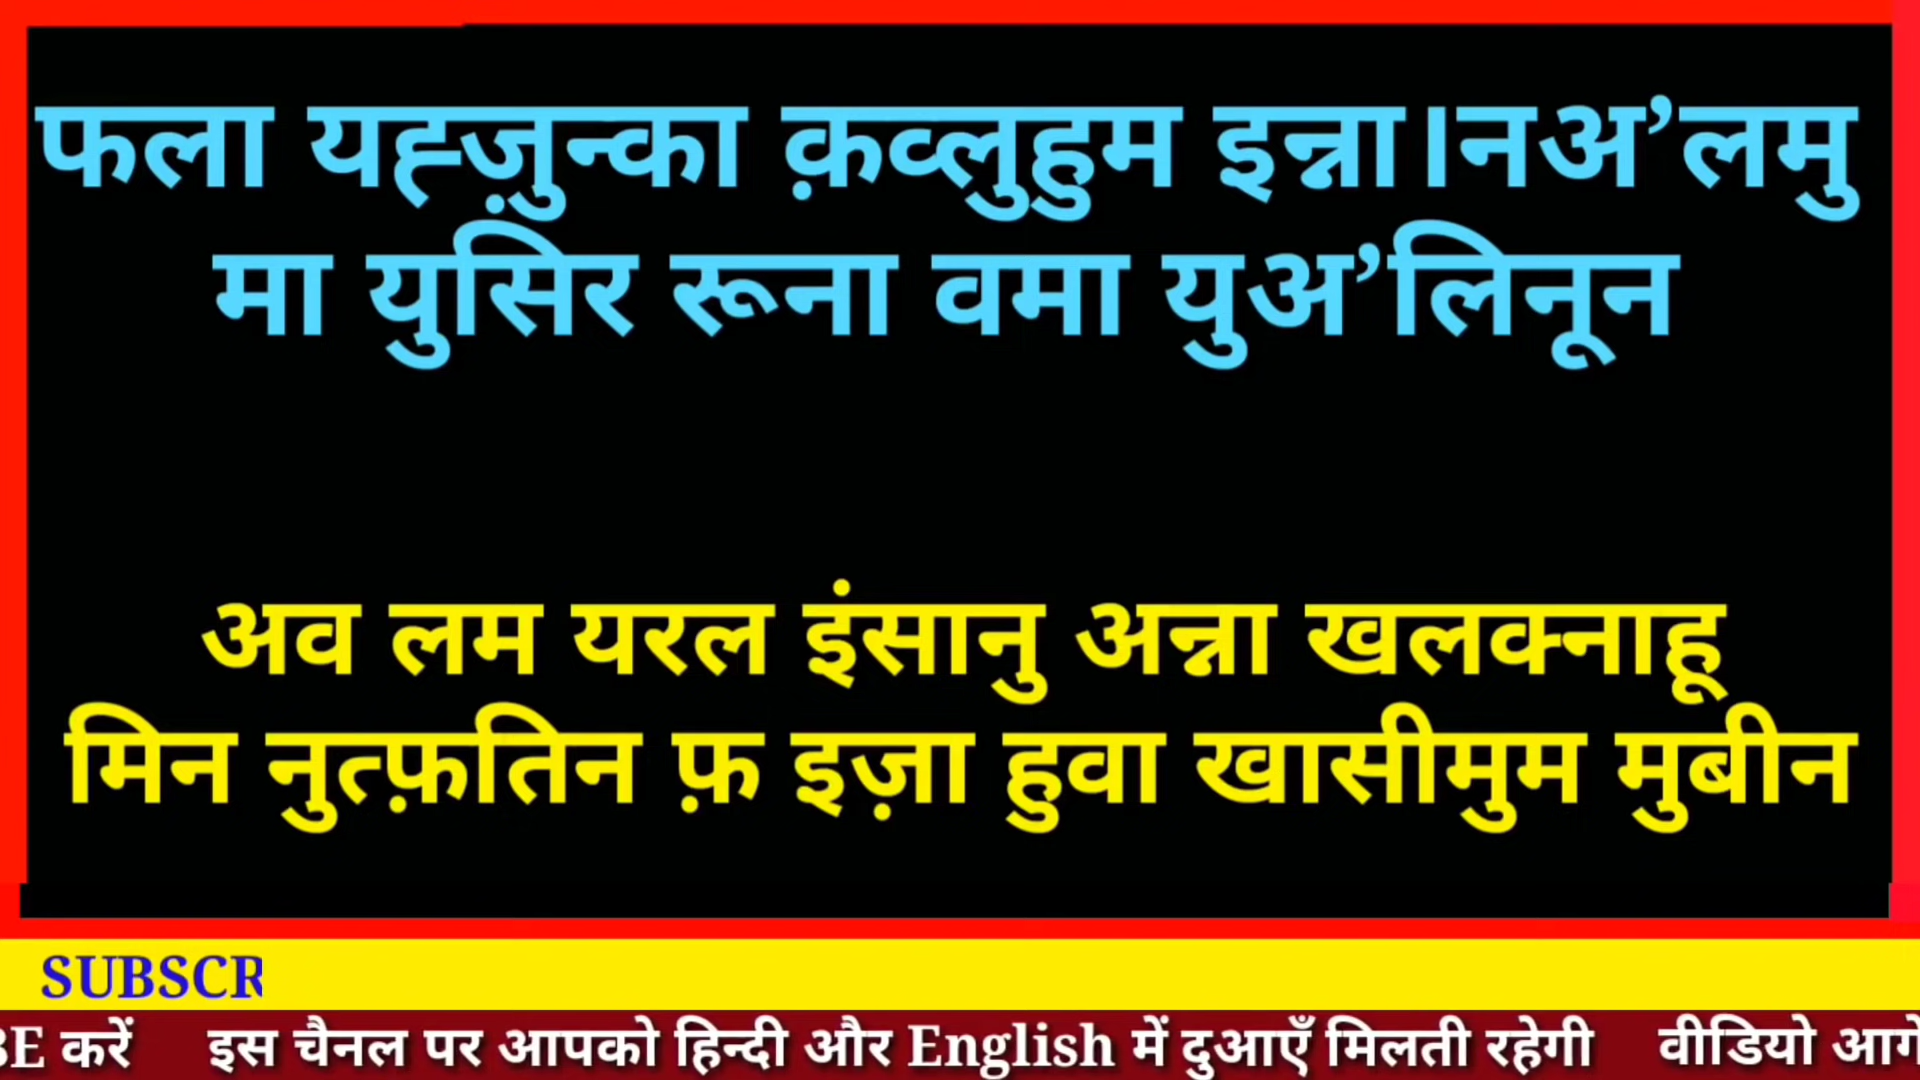 फला यह्ज़ुन्का क़व्लुहुम इन्ना।नअ’लमु
मा युसिंर रूना वमा युअ’लिनून
अव लम यरल इंसानु अन्ना खलक्नाहू
मिन नुत्फ़तिन फ़ इज़ा हुवा खासीमुम मुबीन
SUBSCR
BE करें इस चैनल पर आपको हिन्दी और English में दुआएँ मिलती रहेगी वीडियो आगे